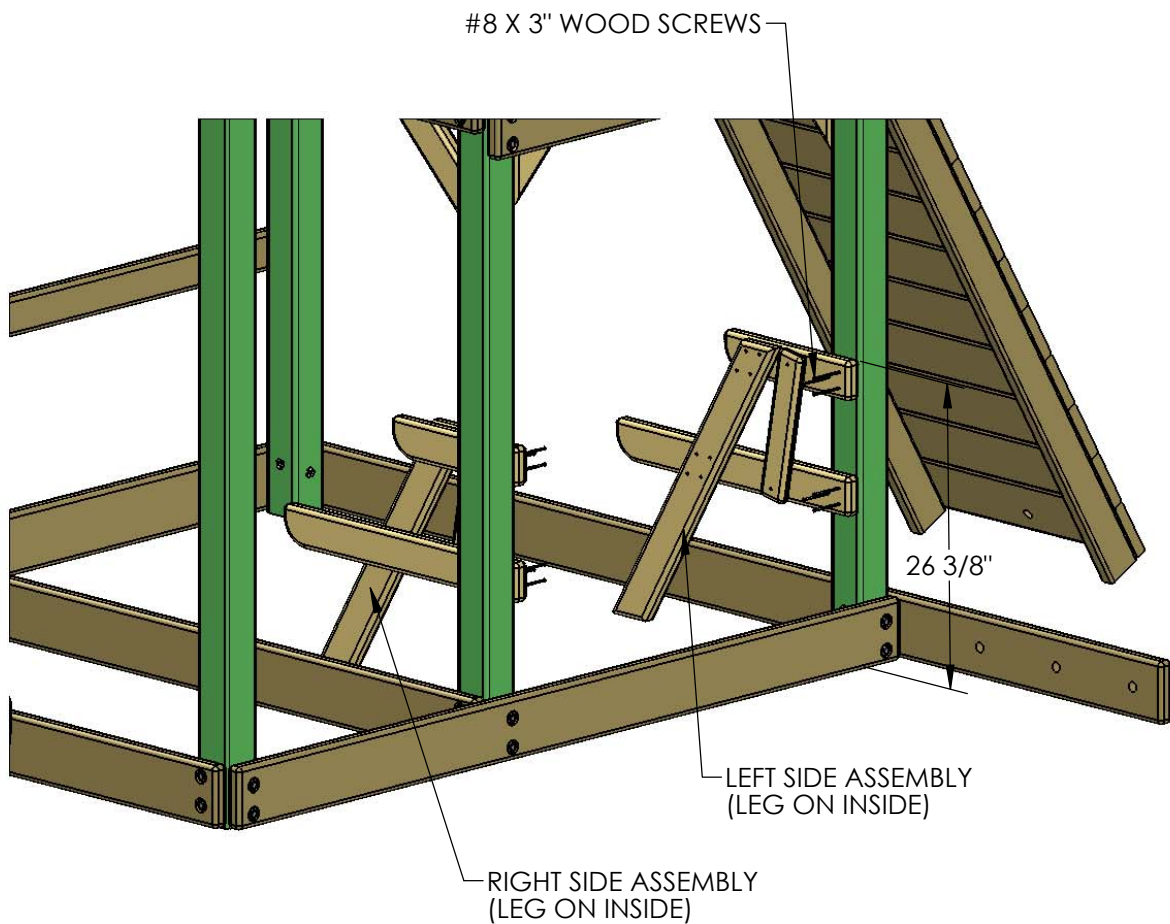 #8 X 3" WOOD SCREWS
26 3/8"
LEFT SIDE ASSEMBLY
(LEG ON INSIDE)
RIGHT SIDE ASSEMBLY
(LEG ON INSIDE)